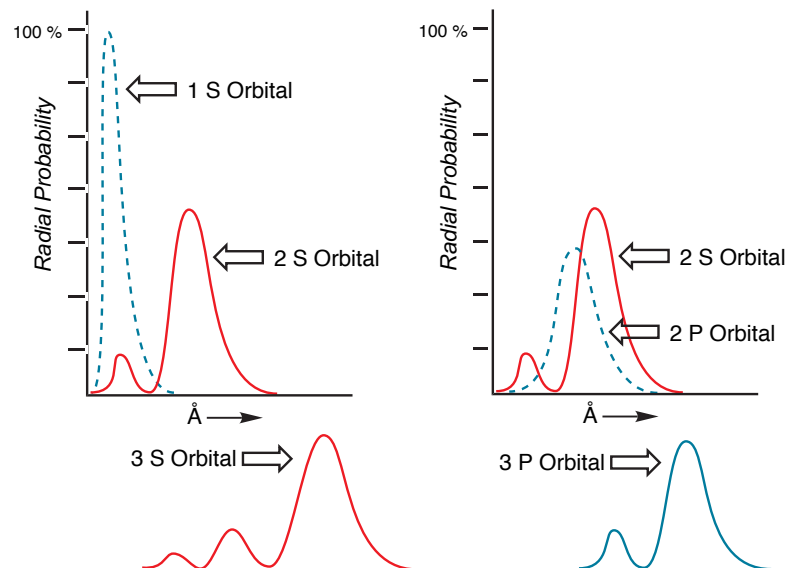 100 %
1 S Orbital
Radial Probability
2 S Orbital
Å
3 S Orbital
100 %
Radial Probability
2 S Orbital
2 P Orbital
Å
3 P Orbital